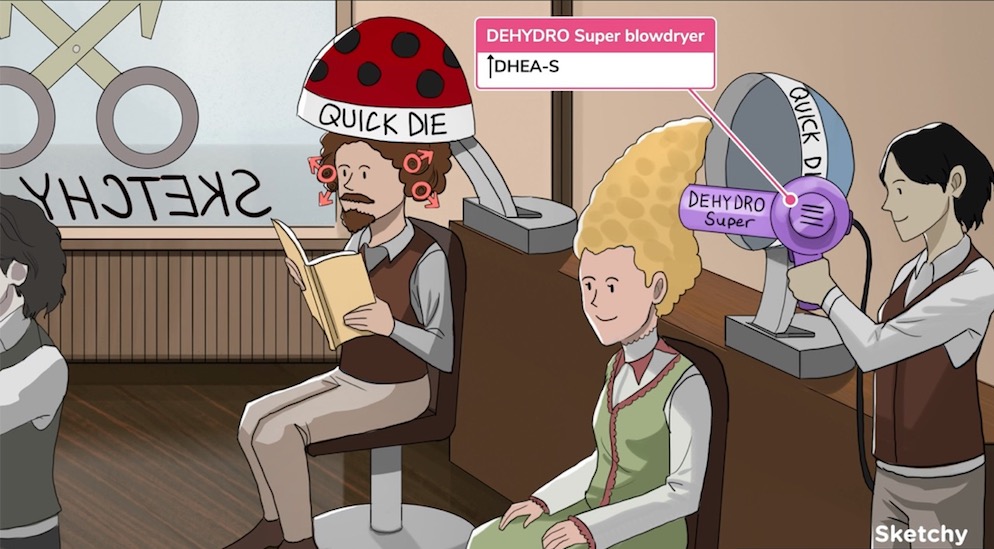 DEHYDRO Super blowdryer
↑DHEA-S
QUICK DIE
QUICK DI
SKETCHY
DEHYDRO
Super
Sketchy